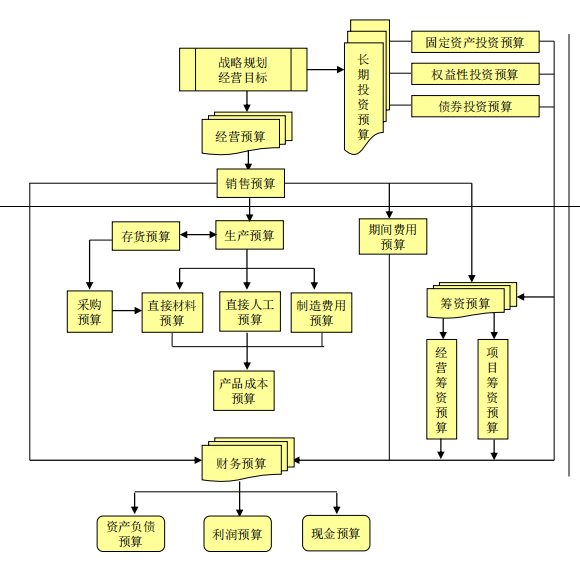 战略规划
经营目标
长
期
投
资
预
算
固定资产投资预算
权益性投资预算
债券投资预算
经营预算
销售预算
存货预算
生产预算
期间费用
预算
采购
预算
直接材料
预算
直接人工
预算
制造费用
预算
筹资预算
经
营
筹
资
预
算
项
目
筹
资
预
算
产品成本
预算
财务预算
资产负债
预算
利润预算
现金预算